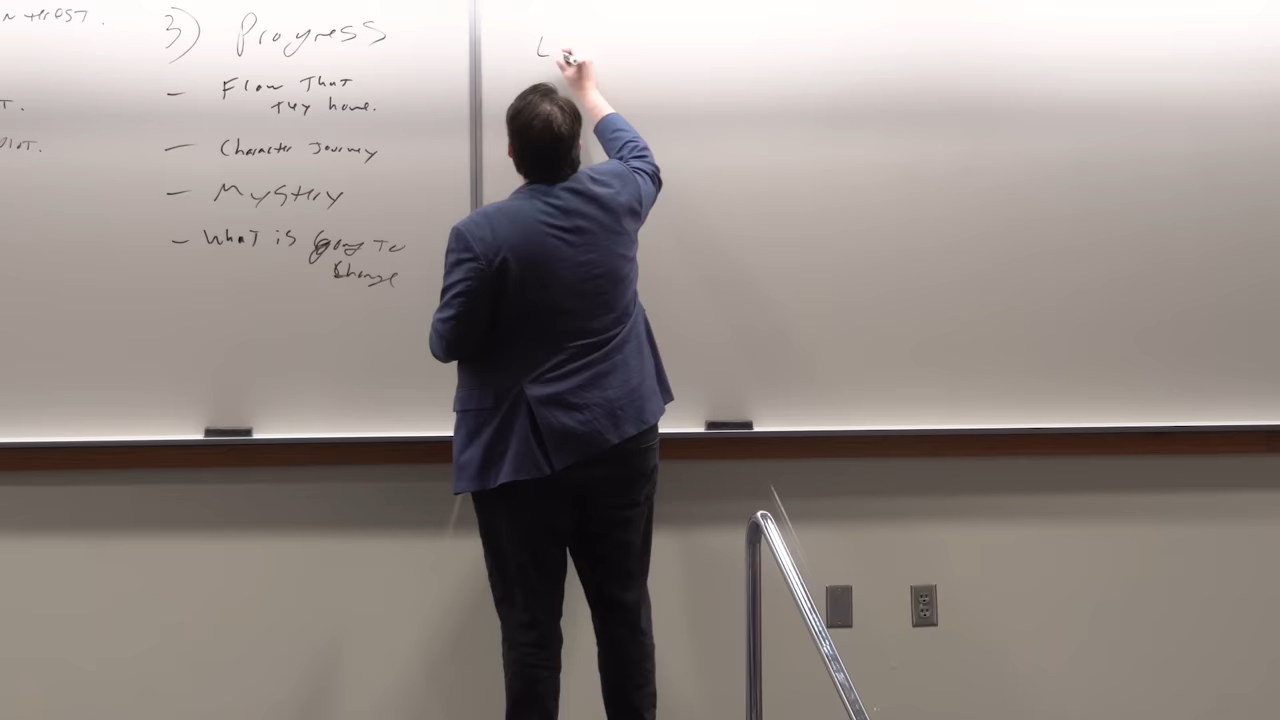 3) Progress
- Flow That
They have.
- Character Journey
- Mystery
- What is going To
change
L